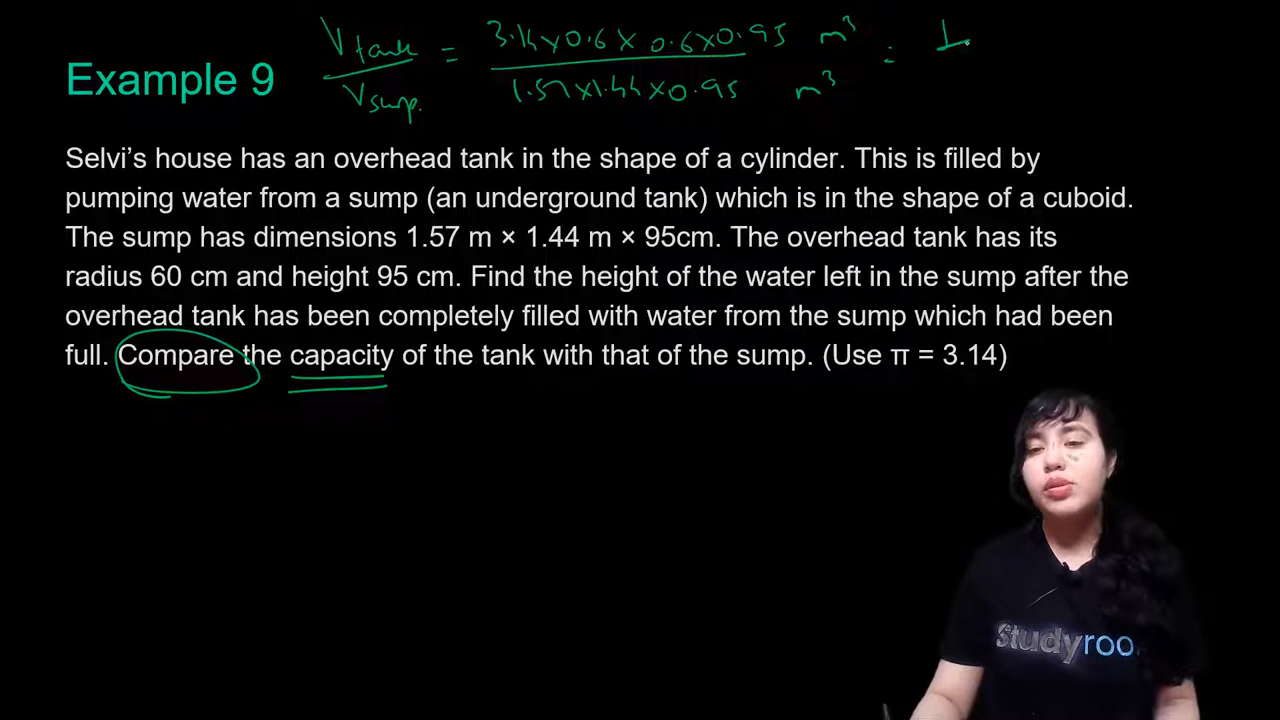 V tank / V sump. = 3.14 x 0.6 x 0.6 x 0.95 m³ / 1.57 x 1.44 x 0.95 m³ = 1
Example 9
Selvi’s house has an overhead tank in the shape of a cylinder. This is filled by
pumping water from a sump (an underground tank) which is in the shape of a cuboid.
The sump has dimensions 1.57 m × 1.44 m × 95cm. The overhead tank has its
radius 60 cm and height 95 cm. Find the height of the water left in the sump after the
overhead tank has been completely filled with water from the sump which had been
full. Compare the capacity of the tank with that of the sump. (Use π = 3.14)
Studyroo